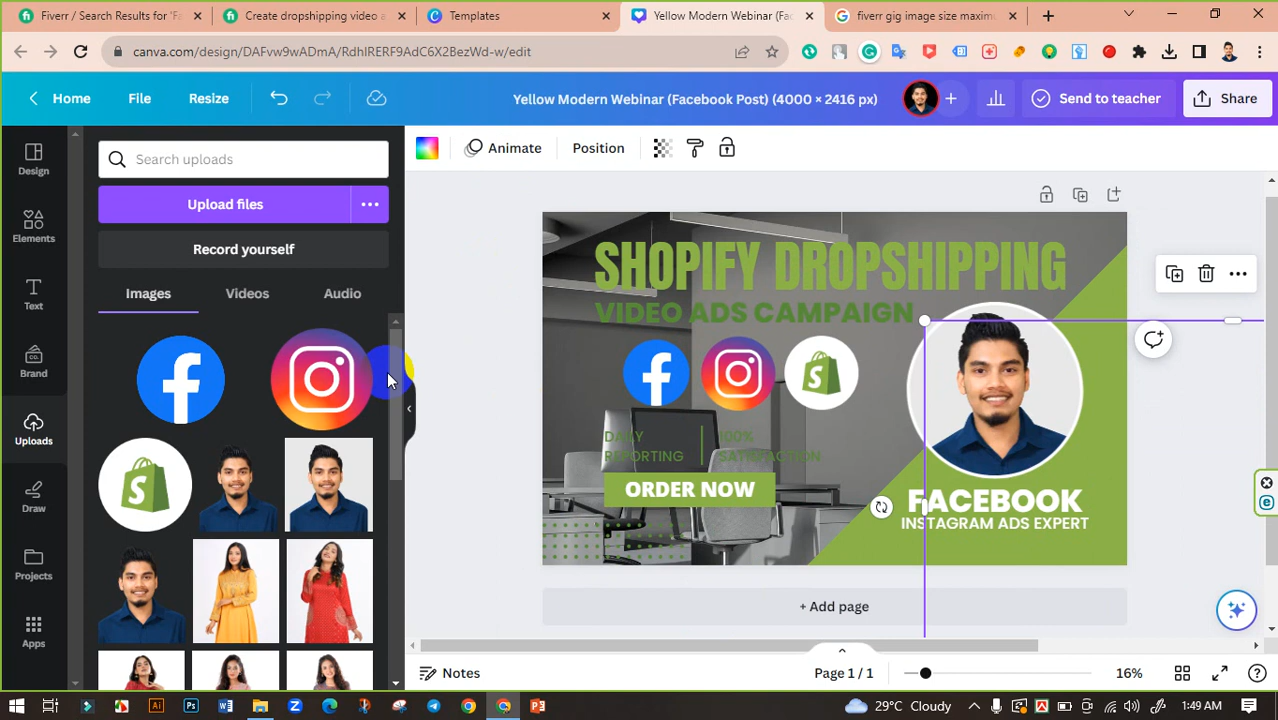 Fiverr / Search Results for 'Fa
Create dropshipping video a
Templates
Yellow Modern Webinar (Fac
fiverr gig image size maximu
canva.com/design/DAFvw9wADmA/RdhIRERF9AdC6X2BezWd-w/edit
Home
File
Resize
Yellow Modern Webinar (Facebook Post) (4000 × 2416 px)
Send to teacher
Share
Design
Elements
Text
Brand
Uploads
Draw
Projects
Apps
Search uploads
Upload files
Record yourself
Images
Videos
Audio
Animate
Position
SHOPIFY DROPSHIPPING
VIDEO ADS CAMPAIGN
DAILY
REPORTING
100%
SATISFACTION
ORDER NOW
FACEBOOK
INSTAGRAM ADS EXPERT
+ Add page
Notes
Page 1 / 1
16%
29°C Cloudy
1:49 AM